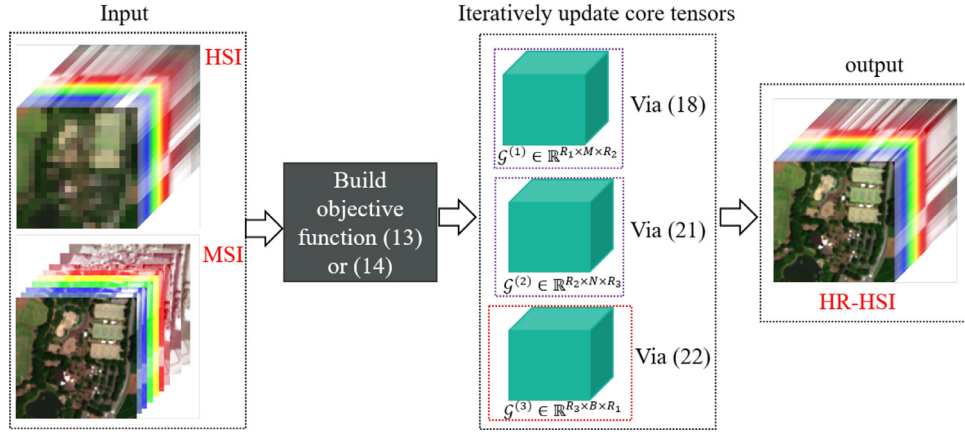 Input
HSI
MSI
Build
objective
function (13)
or (14)
Iteratively update core tensors
𝒢⁽¹⁾ ∈ ℝ^{R₁×M×R₂}
Via (18)
𝒢⁽²⁾ ∈ ℝ^{R₂×N×R₃}
Via (21)
𝒢⁽³⁾ ∈ ℝ^{R₃×B×R₁}
Via (22)
output
HR-HSI